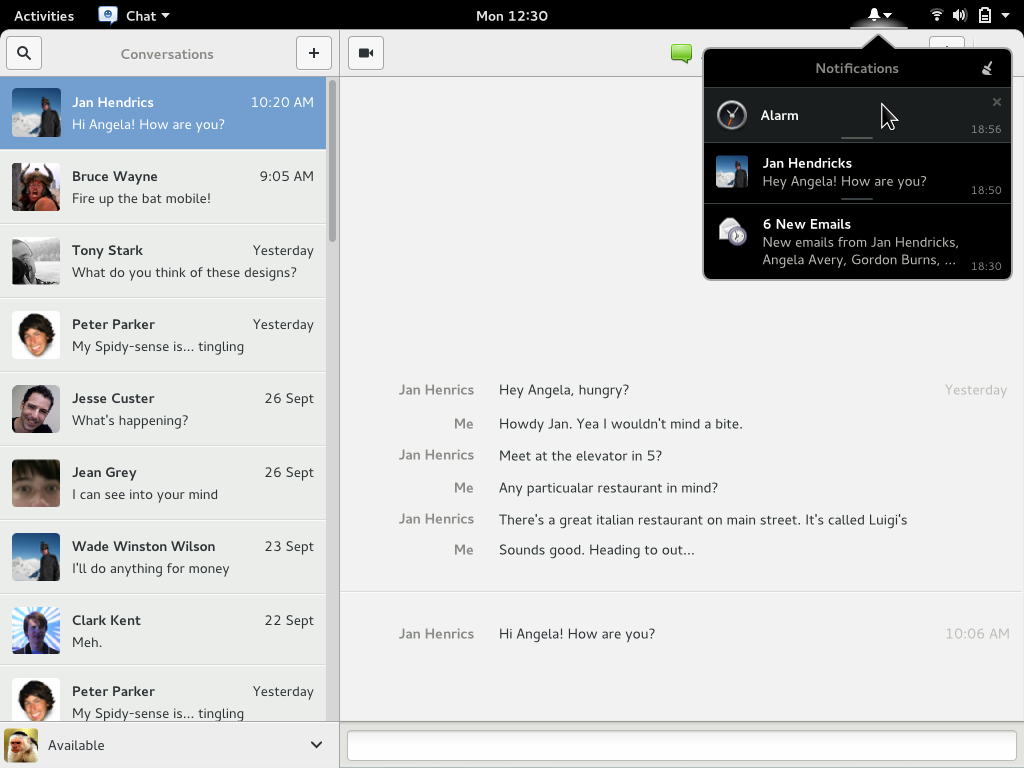 Activities Chat Mon 12:30
Conversations
Jan Hendrics 10:20 AM
Hi Angela! How are you?
Bruce Wayne 9:05 AM
Fire up the bat mobile!
Tony Stark Yesterday
What do you think of these designs?
Peter Parker Yesterday
My Spidy-sense is... tingling
Jesse Custer 26 Sept
What's happening?
Jean Grey 26 Sept
I can see into your mind
Wade Winston Wilson 23 Sept
I'll do anything for money
Clark Kent 22 Sept
Meh.
Peter Parker Yesterday
My Spidy-sense is... tingling
Available
Notifications
Alarm
18:56
Jan Hendricks
Hey Angela! How are you?
18:50
6 New Emails
New emails from Jan Hendricks,
Angela Avery, Gordon Burns, ...
18:30
Jan Henrics Hey Angela, hungry? Yesterday
Me Howdy Jan. Yea I wouldn't mind a bite.
Jan Henrics Meet at the elevator in 5?
Me Any particualar restaurant in mind?
Jan Henrics There's a great italian restaurant on main street. It's called Luigi's
Me Sounds good. Heading to out...
Jan Henrics Hi Angela! How are you? 10:06 AM